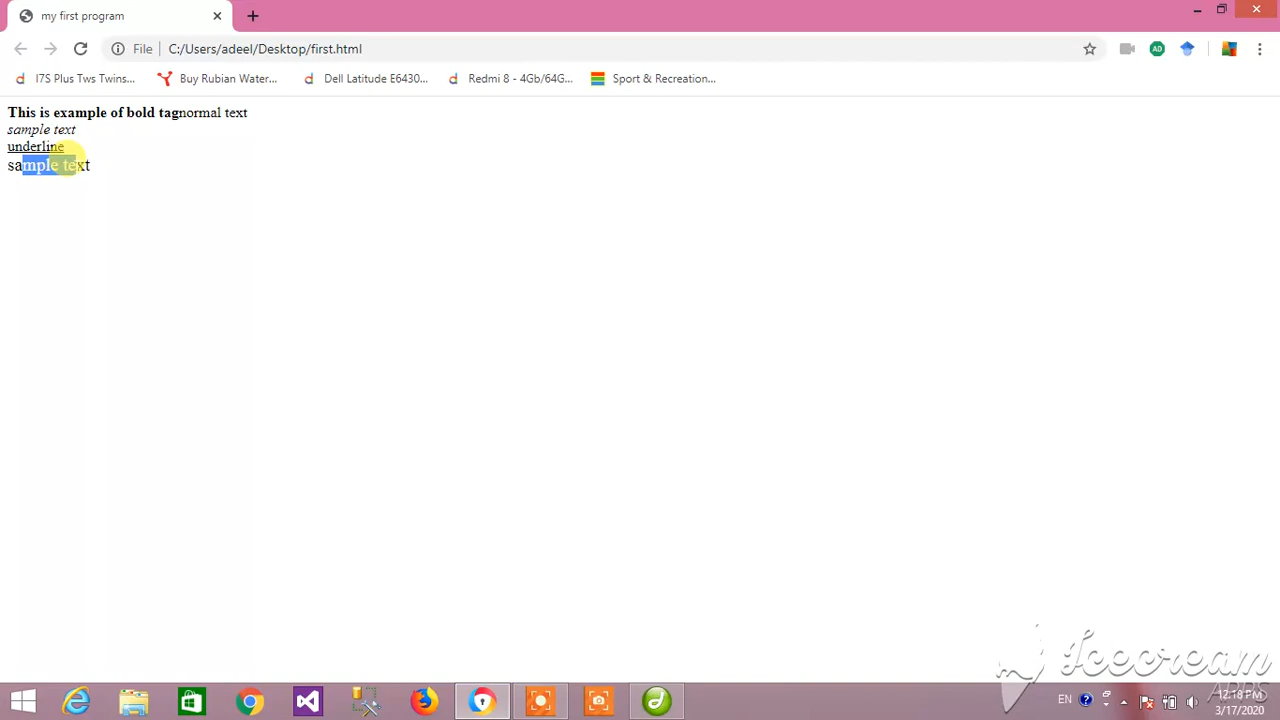 my first program
File C:/Users/adeel/Desktop/first.html
I7S Plus Tws Twins... Buy Rubian Water... Dell Latitude E6430... Redmi 8 - 4Gb/64G... Sport & Recreation...
This is example of bold tagnormal text
sample text
underline
sample text
Icecream
APPS
EN 12:18 PM
3/17/2020